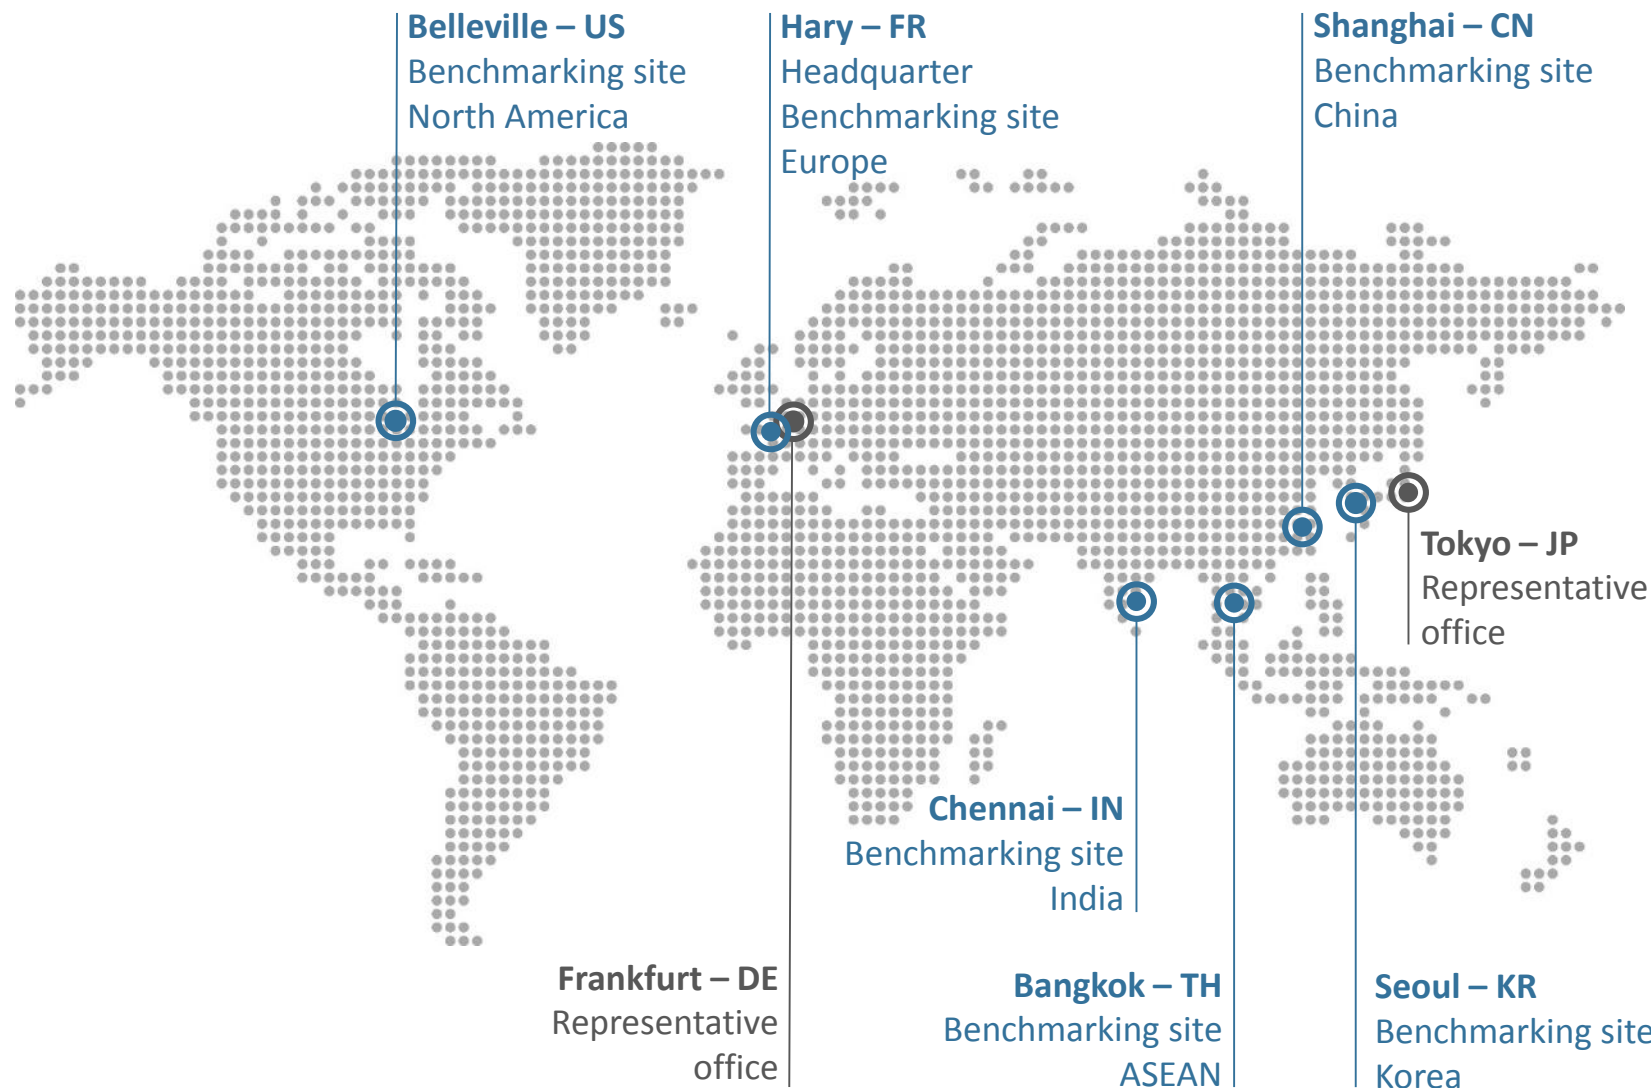 Belleville – US
Benchmarking site
North America
Hary – FR
Headquarter
Benchmarking site
Europe
Shanghai – CN
Benchmarking site
China
Tokyo – JP
Representative
office
Chennai – IN
Benchmarking site
India
Frankfurt – DE
Representative
office
Bangkok – TH
Benchmarking site
ASEAN
Seoul – KR
Benchmarking site
Korea